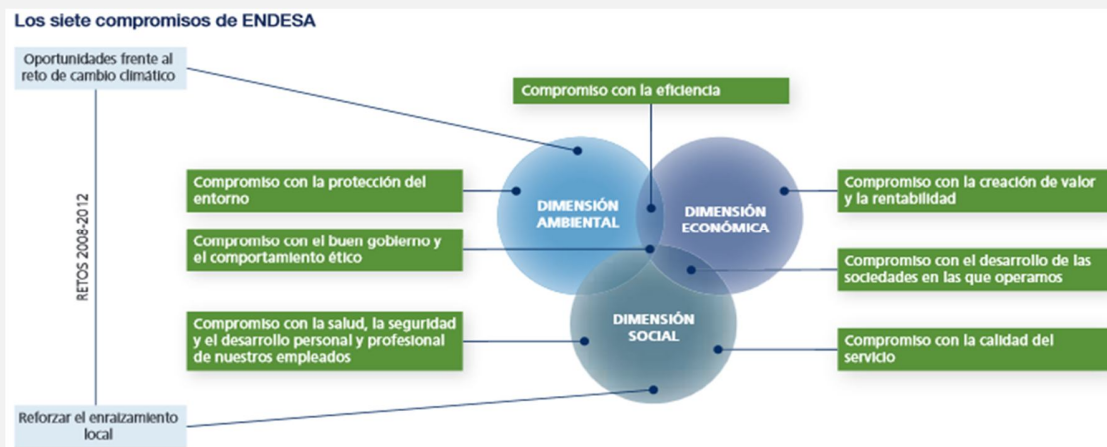 Los siete compromisos de ENDESA
Oportunidades frente al
reto de cambio climático
Compromiso con la eficiencia
Compromiso con la protección del
entorno
DIMENSIÓN
AMBIENTAL
DIMENSIÓN
ECONÓMICA
Compromiso con la creación de valor
y la rentabilidad
RETOS 2008-2012
Compromiso con el buen gobierno y
el comportamiento ético
Compromiso con el desarrollo de las
sociedades en las que operamos
Compromiso con la salud, la seguridad
y el desarrollo personal y profesional
de nuestros empleados
DIMENSIÓN
SOCIAL
Compromiso con la calidad del
servicio
Reforzar el enraizamiento
local